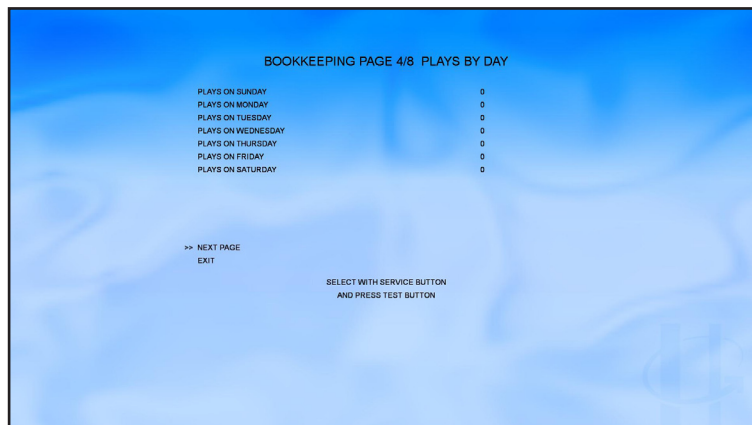 BOOKKEEPING PAGE 4/8 PLAYS BY DAY
PLAYS ON SUNDAY 0
PLAYS ON MONDAY 0
PLAYS ON TUESDAY 0
PLAYS ON WEDNESDAY 0
PLAYS ON THURSDAY 0
PLAYS ON FRIDAY 0
PLAYS ON SATURDAY 0
>> NEXT PAGE
EXIT
SELECT WITH SERVICE BUTTON
AND PRESS TEST BUTTON